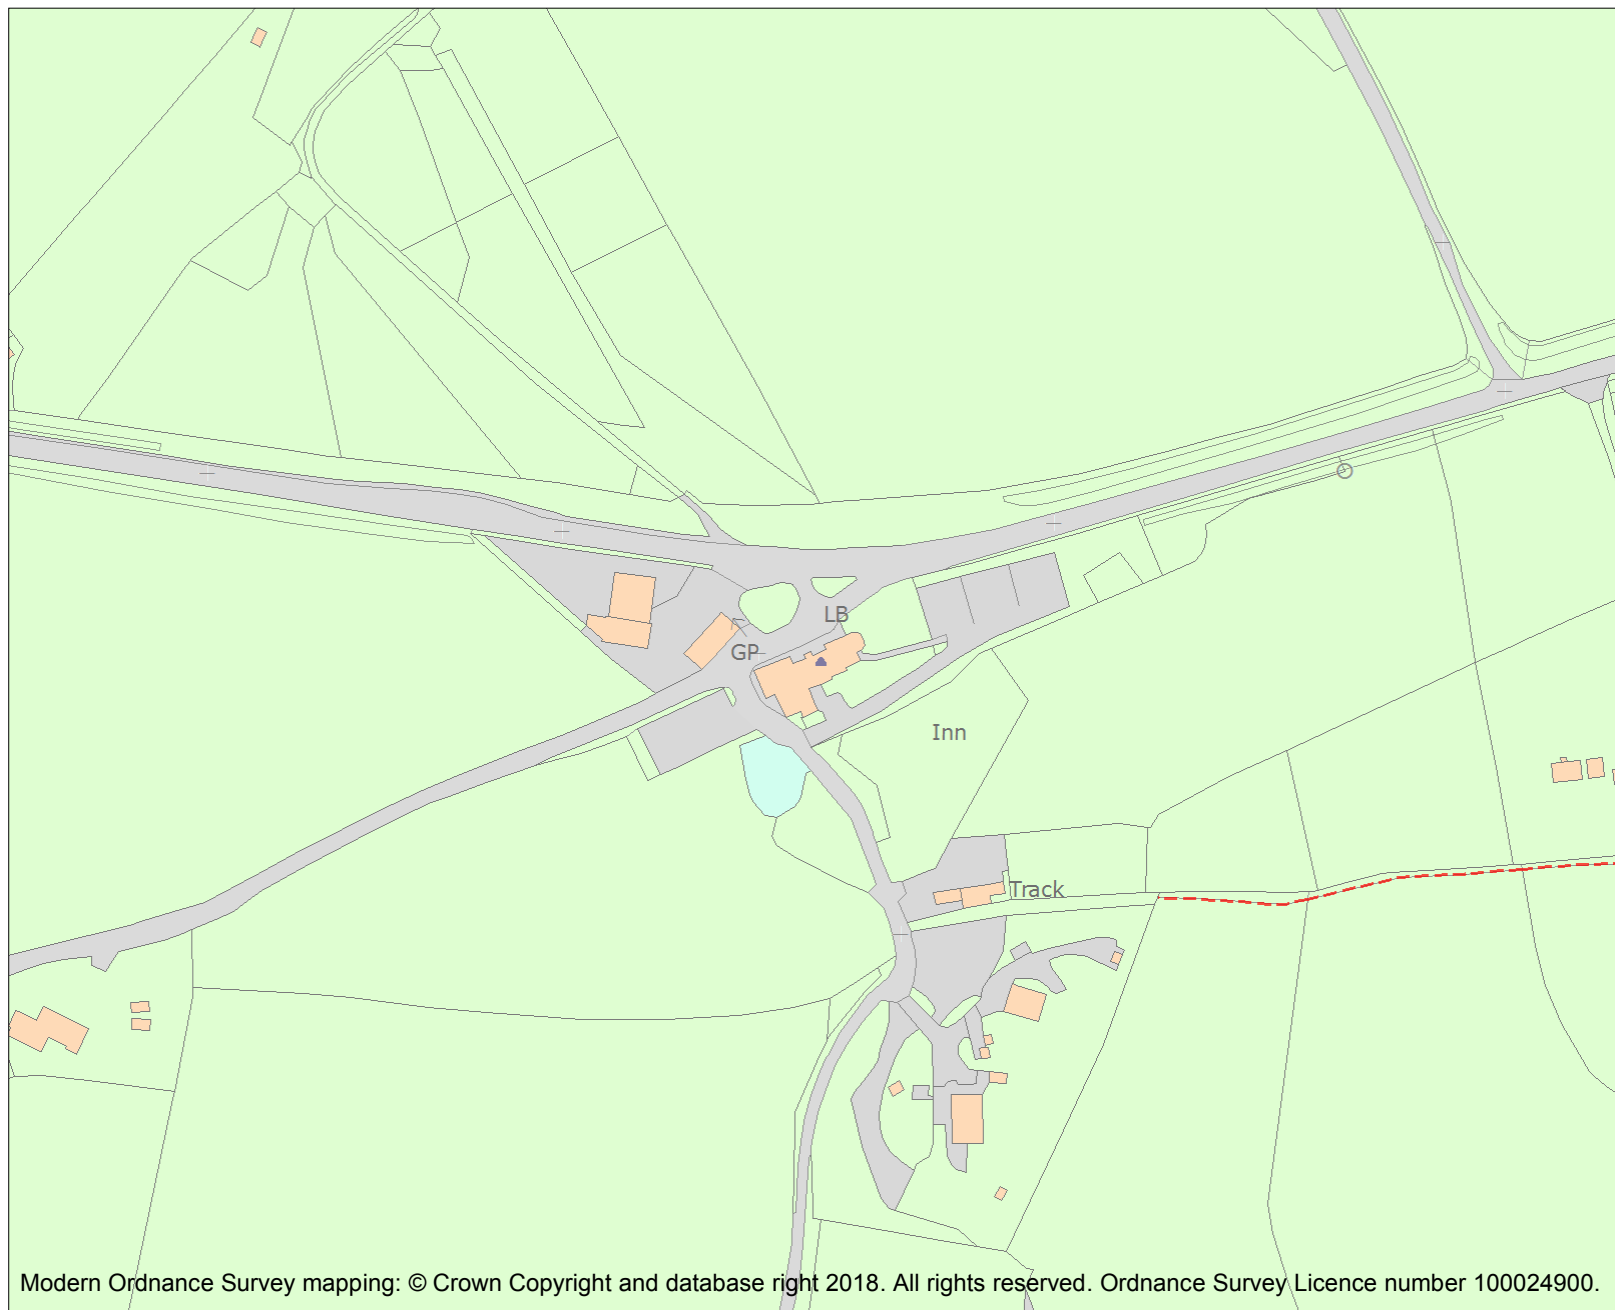 LB
GP
Inn
Track
Modern Ordnance Survey mapping: © Crown Copyright and database right 2018. All rights reserved. Ordnance Survey Licence number 100024900.